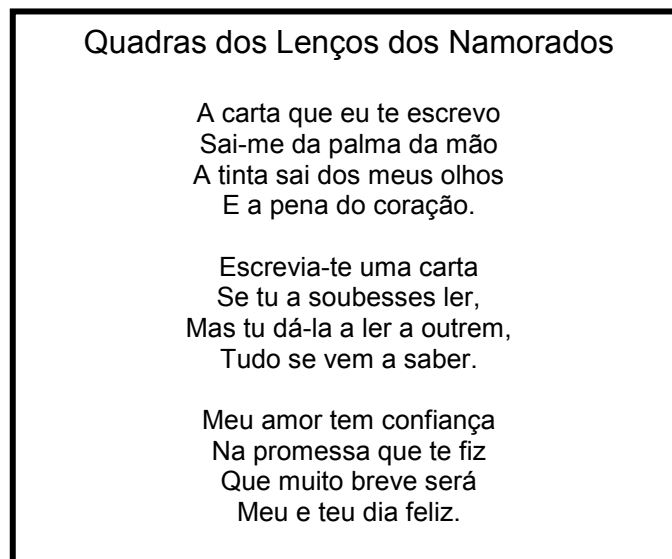 Quadras dos Lenços dos Namorados
A carta que eu te escrevo
Sai-me da palma da mão
A tinta sai dos meus olhos
E a pena do coração.
Escrevia-te uma carta
Se tu a soubesses ler,
Mas tu dá-la a ler a outrem,
Tudo se vem a saber.
Meu amor tem confiança
Na promessa que te fiz
Que muito breve será
Meu e teu dia feliz.